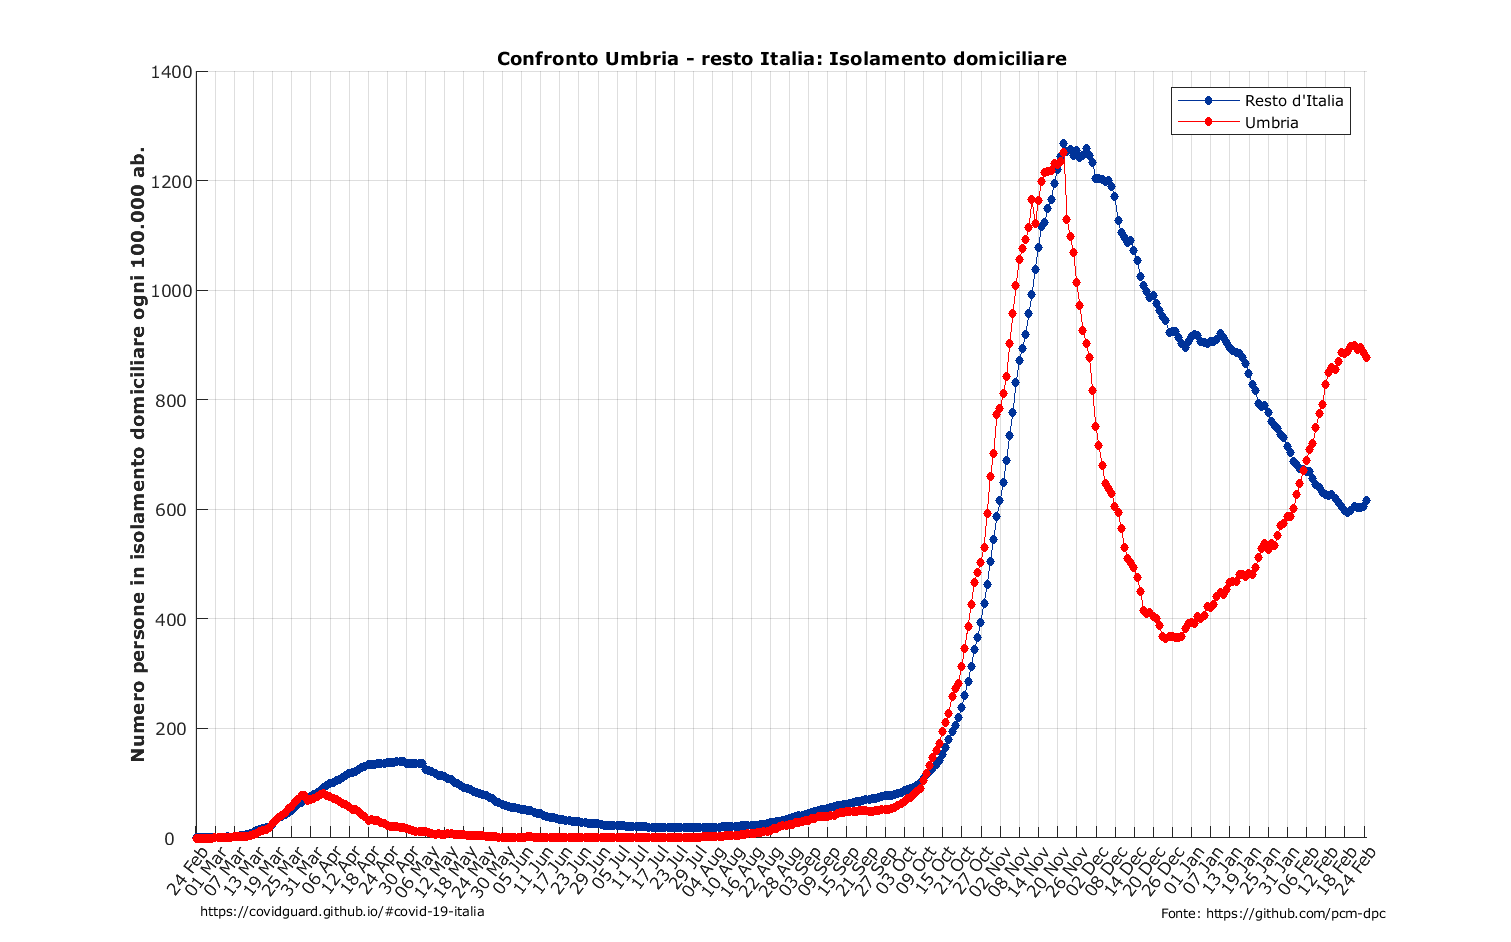 Confronto Umbria - resto Italia: Isolamento domiciliare
Resto d'Italia
Umbria
Numero persone in isolamento domiciliare ogni 100.000 ab.
1400
1200
1000
800
600
400
200
0
24 Feb
01 Mar
07 Mar
13 Mar
19 Mar
25 Mar
31 Mar
06 Apr
12 Apr
18 Apr
24 Apr
30 Apr
06 May
12 May
18 May
24 May
30 May
05 Jun
11 Jun
17 Jun
23 Jun
29 Jun
05 Jul
11 Jul
17 Jul
23 Jul
29 Jul
04 Aug
10 Aug
16 Aug
22 Aug
28 Aug
03 Sep
09 Sep
15 Sep
21 Sep
27 Sep
03 Oct
09 Oct
15 Oct
21 Oct
27 Oct
02 Nov
08 Nov
14 Nov
20 Nov
26 Nov
02 Dec
08 Dec
14 Dec
20 Dec
26 Dec
01 Jan
07 Jan
13 Jan
19 Jan
25 Jan
31 Jan
06 Feb
12 Feb
18 Feb
24 Feb
https://covidguard.github.io/#covid-19-italia
Fonte: https://github.com/pcm-dpc